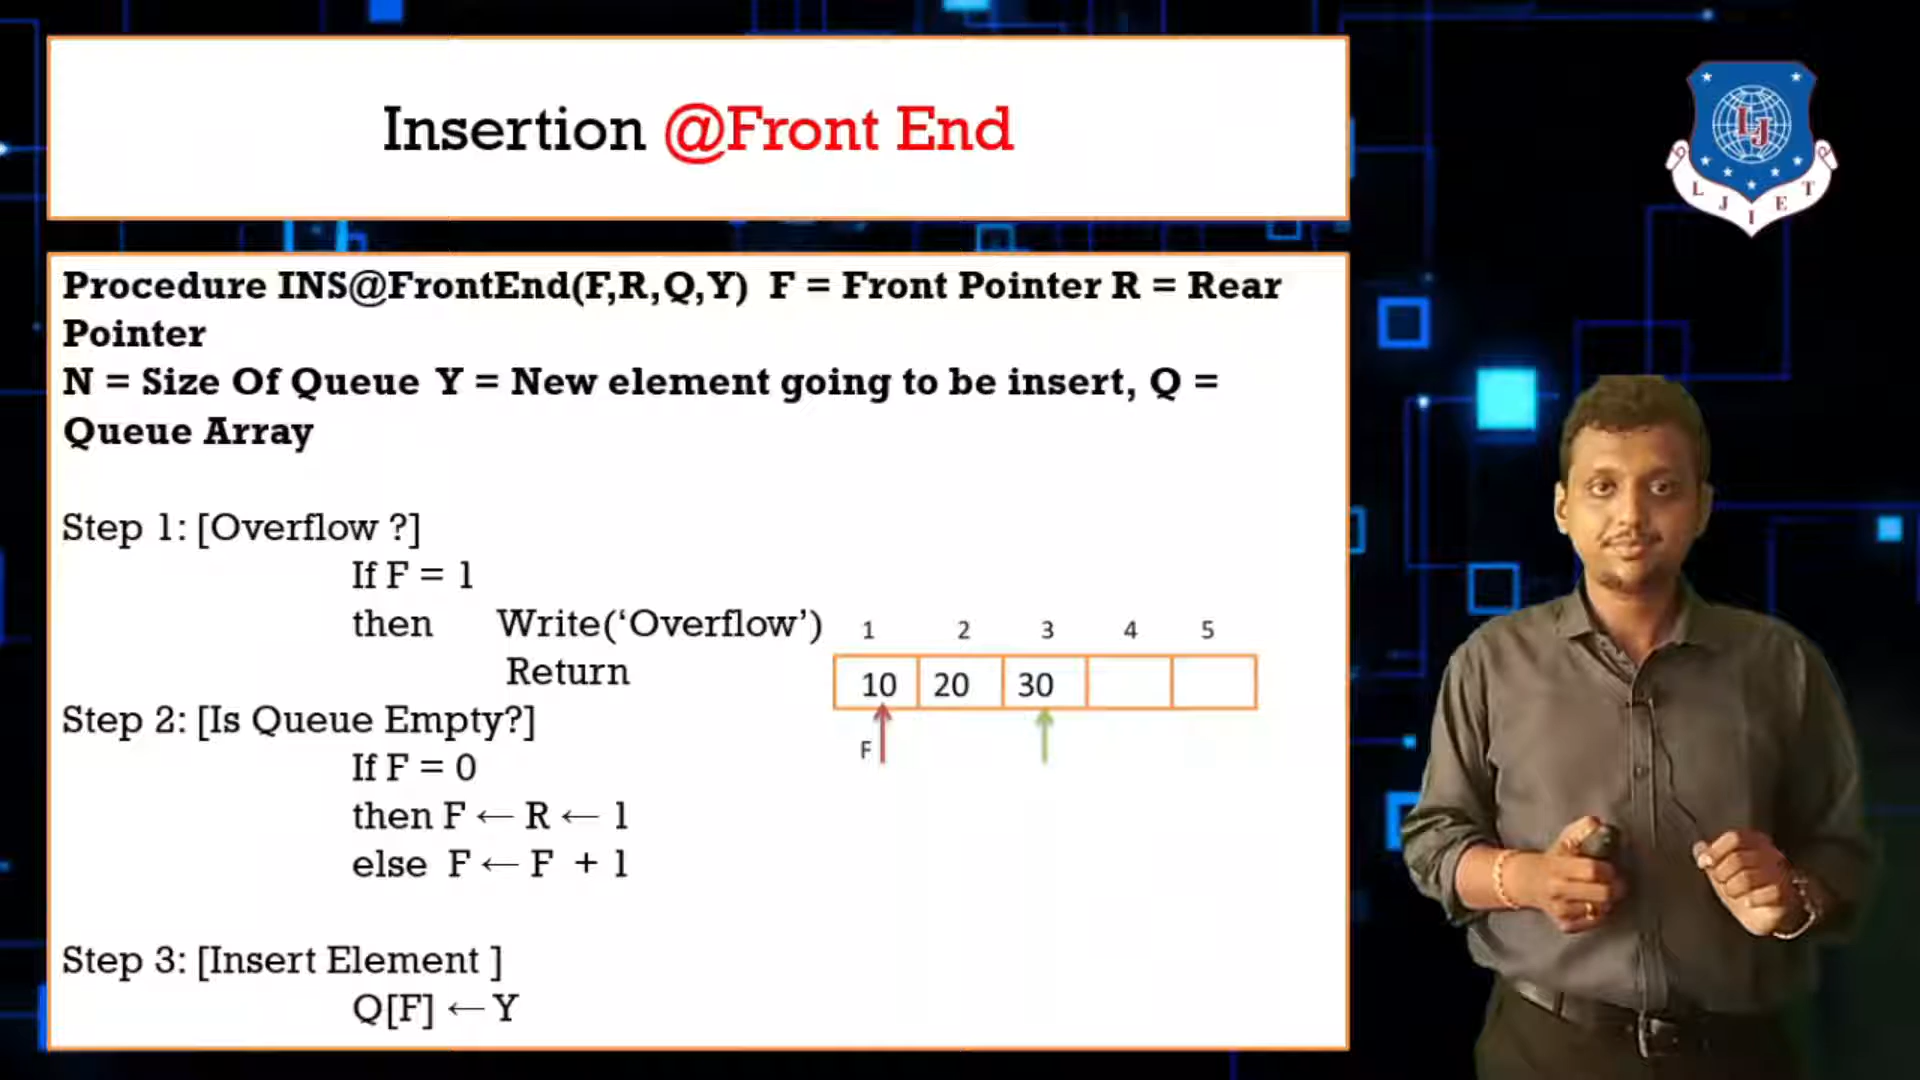 Insertion @Front End
Procedure INS@FrontEnd(F,R,Q,Y) F = Front Pointer R = Rear
Pointer
N = Size Of Queue Y = New element going to be insert, Q =
Queue Array
Step 1: [Overflow ?]
If F = 1
then Write(‘Overflow’)
Return
Step 2: [Is Queue Empty?]
If F = 0
then F ← R ← 1
else F ← F + 1
Step 3: [Insert Element ]
Q[F] ← Y
1 2 3 4 5
10 20 30
F
LJ
L J I E T